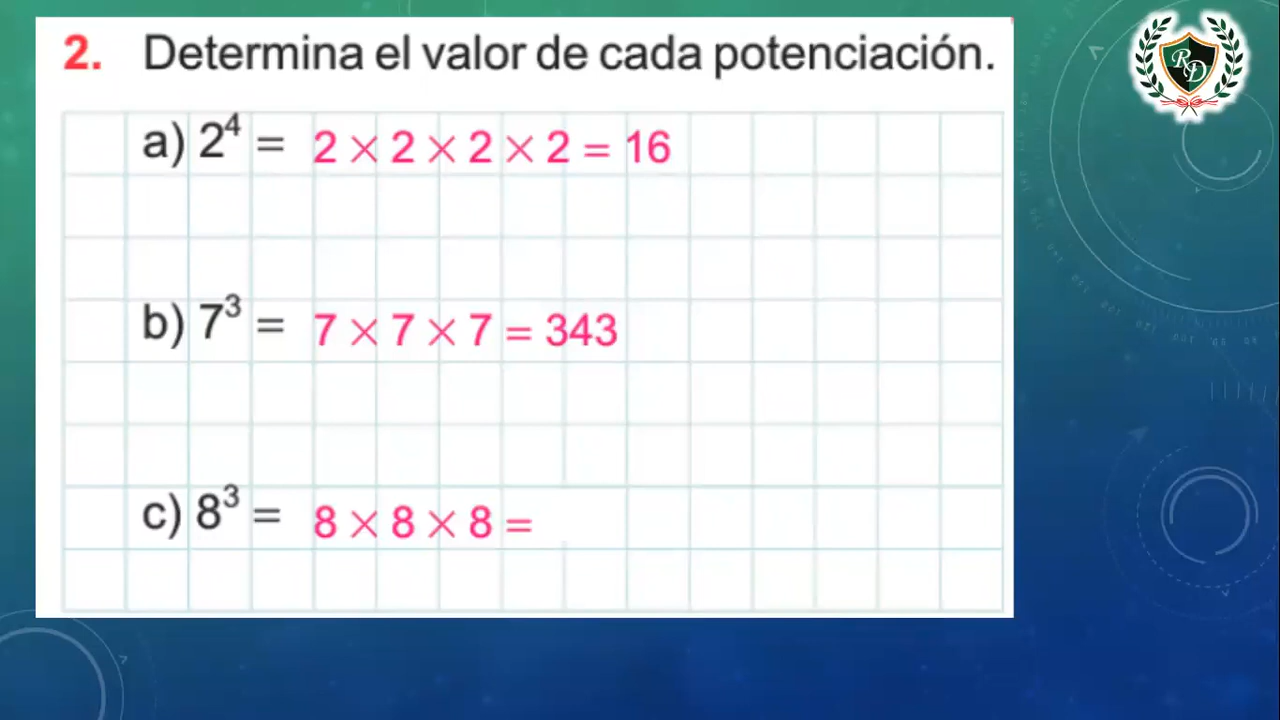 2. Determina el valor de cada potenciación.
a) 2⁴ = 2 × 2 × 2 × 2 = 16
b) 7³ = 7 × 7 × 7 = 343
c) 8³ = 8 × 8 × 8 =
RD